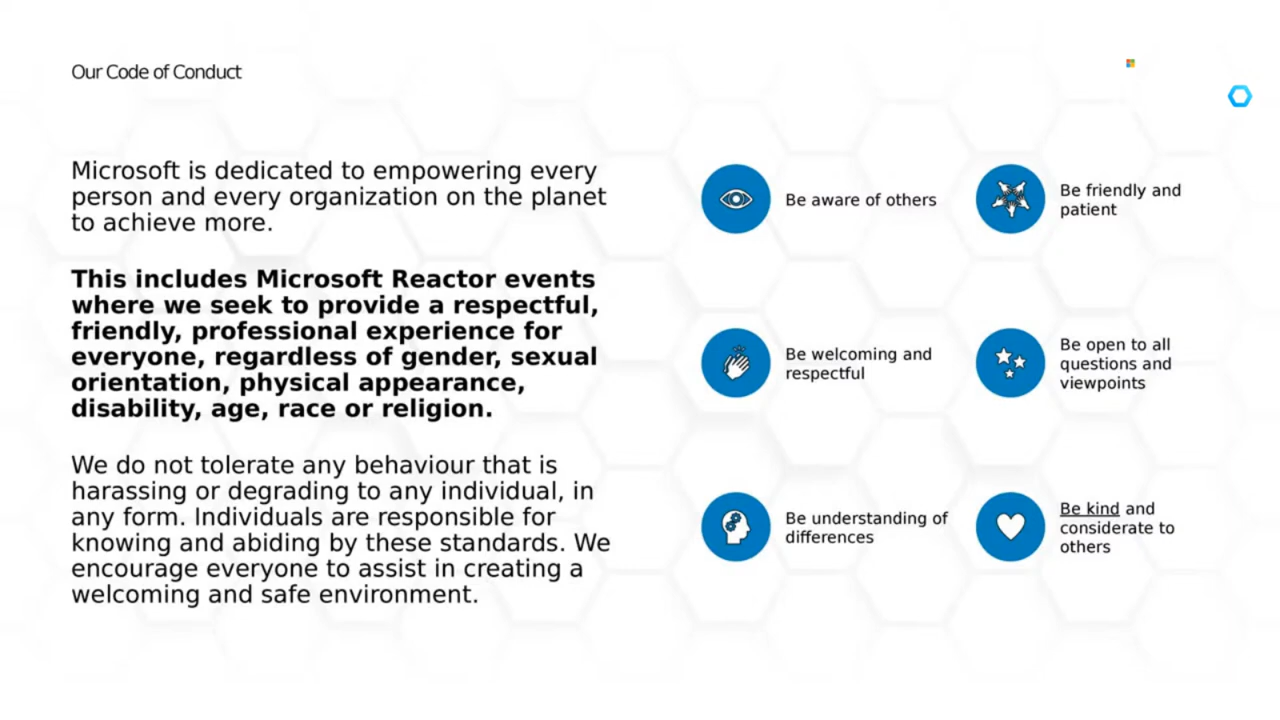 Our Code of Conduct
Microsoft is dedicated to empowering every
person and every organization on the planet
to achieve more.
This includes Microsoft Reactor events
where we seek to provide a respectful,
friendly, professional experience for
everyone, regardless of gender, sexual
orientation, physical appearance,
disability, age, race or religion.
We do not tolerate any behaviour that is
harassing or degrading to any individual, in
any form. Individuals are responsible for
knowing and abiding by these standards. We
encourage everyone to assist in creating a
welcoming and safe environment.
Be aware of others
Be friendly and
patient
Be welcoming and
respectful
Be open to all
questions and
viewpoints
Be understanding of
differences
Be kind and
considerate to
others